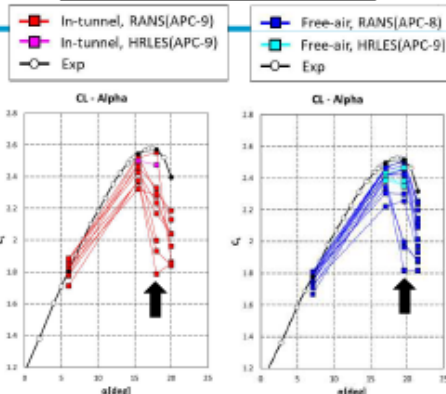 In-tunnel, RANS(APC-9)
In-tunnel, HRLES(APC-9)
Exp
Free-air, RANS(APC-8)
Free-air, HRLES(APC-9)
Exp
CL - Alpha
2.8
2.6
2.4
2.2
2
1.8
1.6
1.4
1.2
0 5 10 15 20 25
α[deg]
CL - Alpha
2.8
2.6
2.4
2.2
2
1.8
1.6
1.4
1.2
0 5 10 15 20 25
α[deg]